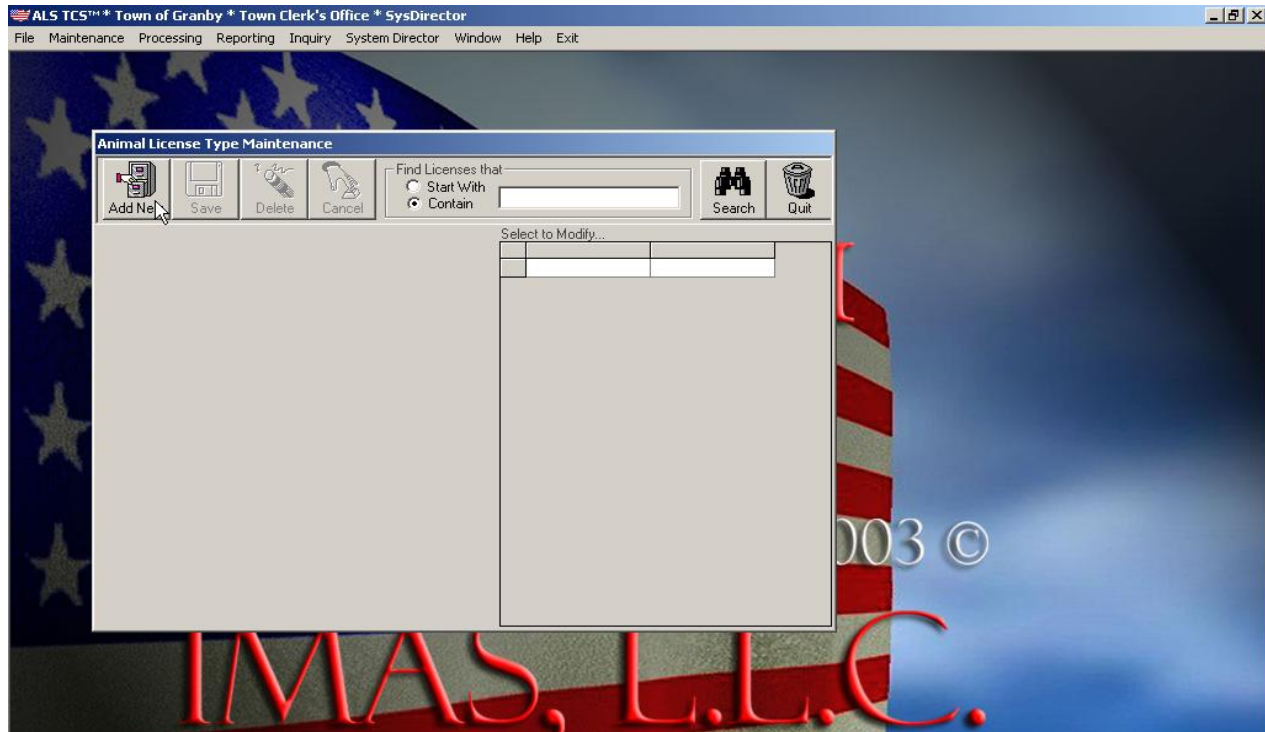 ALS TCS™ * Town of Granby * Town Clerk's Office * SysDirector
File Maintenance Processing Reporting Inquiry System Director Window Help Exit
Animal License Type Maintenance
Add Ne
Save
Delete
Cancel
Find Licenses that
Start With
Contain
Search
Quit
Select to Modify...
003 ©
IMAS, L.L.C.